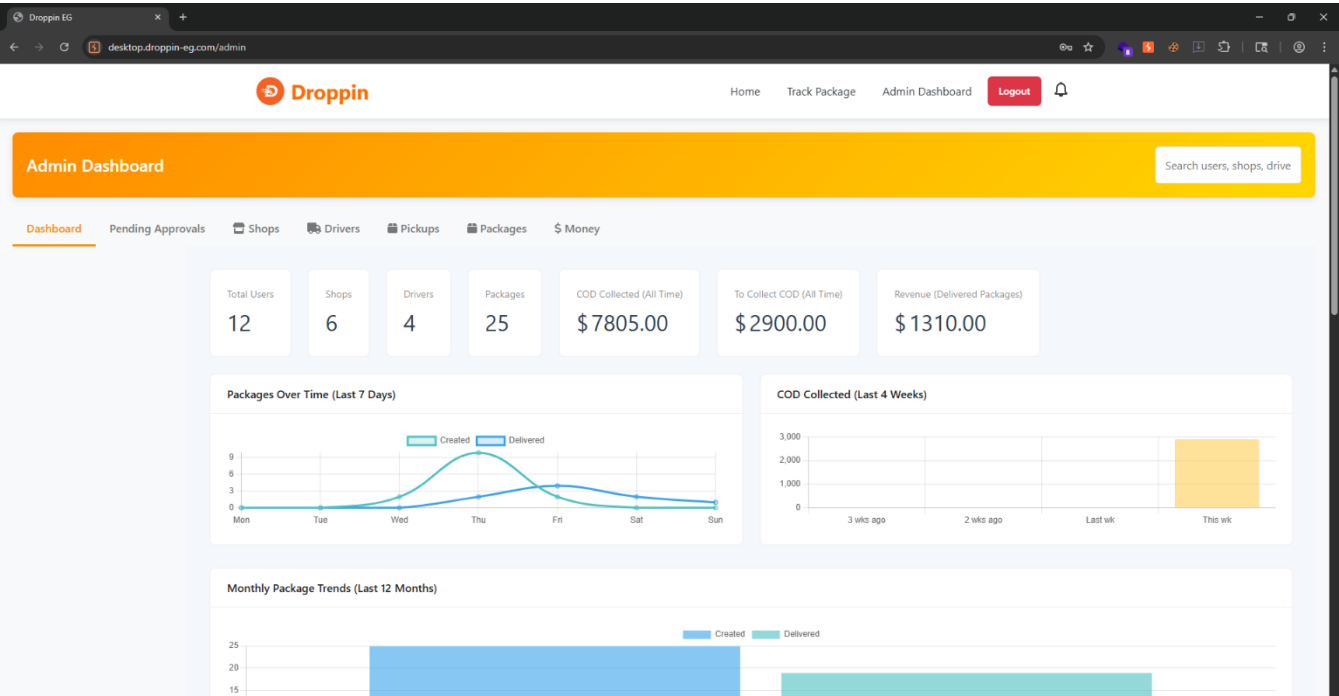 Droppin EG
desktop.droppin-eg.com/admin
Droppin
Home Track Package Admin Dashboard Logout
Admin Dashboard
Search users, shops, drive
Dashboard Pending Approvals Shops Drivers Pickups Packages $ Money
Total Users Shops Drivers Packages COD Collected (All Time) To Collect COD (All Time) Revenue (Delivered Packages)
12 6 4 25 $7805.00 $2900.00 $1310.00
Packages Over Time (Last 7 Days)
Created Delivered
9
6
3
0
Mon Tue Wed Thu Fri Sat Sun
COD Collected (Last 4 Weeks)
3,000
2,000
1,000
0
3 wks ago 2 wks ago Last wk This wk
Monthly Package Trends (Last 12 Months)
Created Delivered
25
20
15